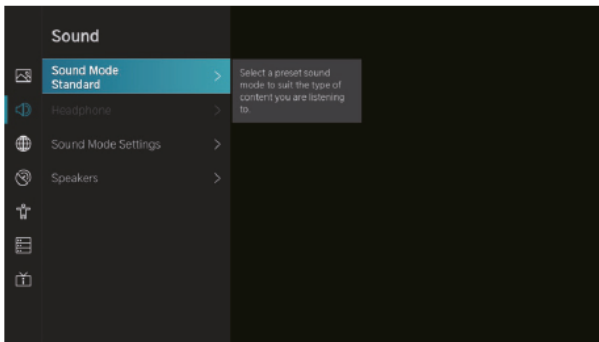 Sound
Sound Mode
Standard
Headphone
Sound Mode Settings
Speakers
Select a preset sound
mode to suit the type of
content you are listening
to.